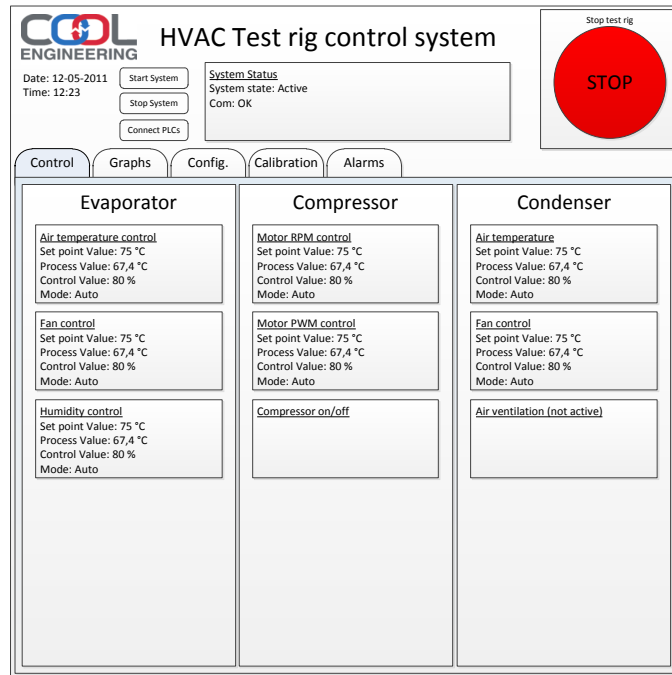 COOL
ENGINEERING
HVAC Test rig control system
Stop test rig
STOP
Date: 12-05-2011
Time: 12:23
Start System
Stop System
Connect PLCs
System Status
System state: Active
Com: OK
Control
Graphs
Config.
Calibration
Alarms
Evaporator
Air temperature control
Set point Value: 75 °C
Process Value: 67,4 °C
Control Value: 80 %
Mode: Auto
Fan control
Set point Value: 75 °C
Process Value: 67,4 °C
Control Value: 80 %
Mode: Auto
Humidity control
Set point Value: 75 °C
Process Value: 67,4 °C
Control Value: 80 %
Mode: Auto
Compressor
Motor RPM control
Set point Value: 75 °C
Process Value: 67,4 °C
Control Value: 80 %
Mode: Auto
Motor PWM control
Set point Value: 75 °C
Process Value: 67,4 °C
Control Value: 80 %
Mode: Auto
Compressor on/off
Condenser
Air temperature
Set point Value: 75 °C
Process Value: 67,4 °C
Control Value: 80 %
Mode: Auto
Fan control
Set point Value: 75 °C
Process Value: 67,4 °C
Control Value: 80 %
Mode: Auto
Air ventilation (not active)